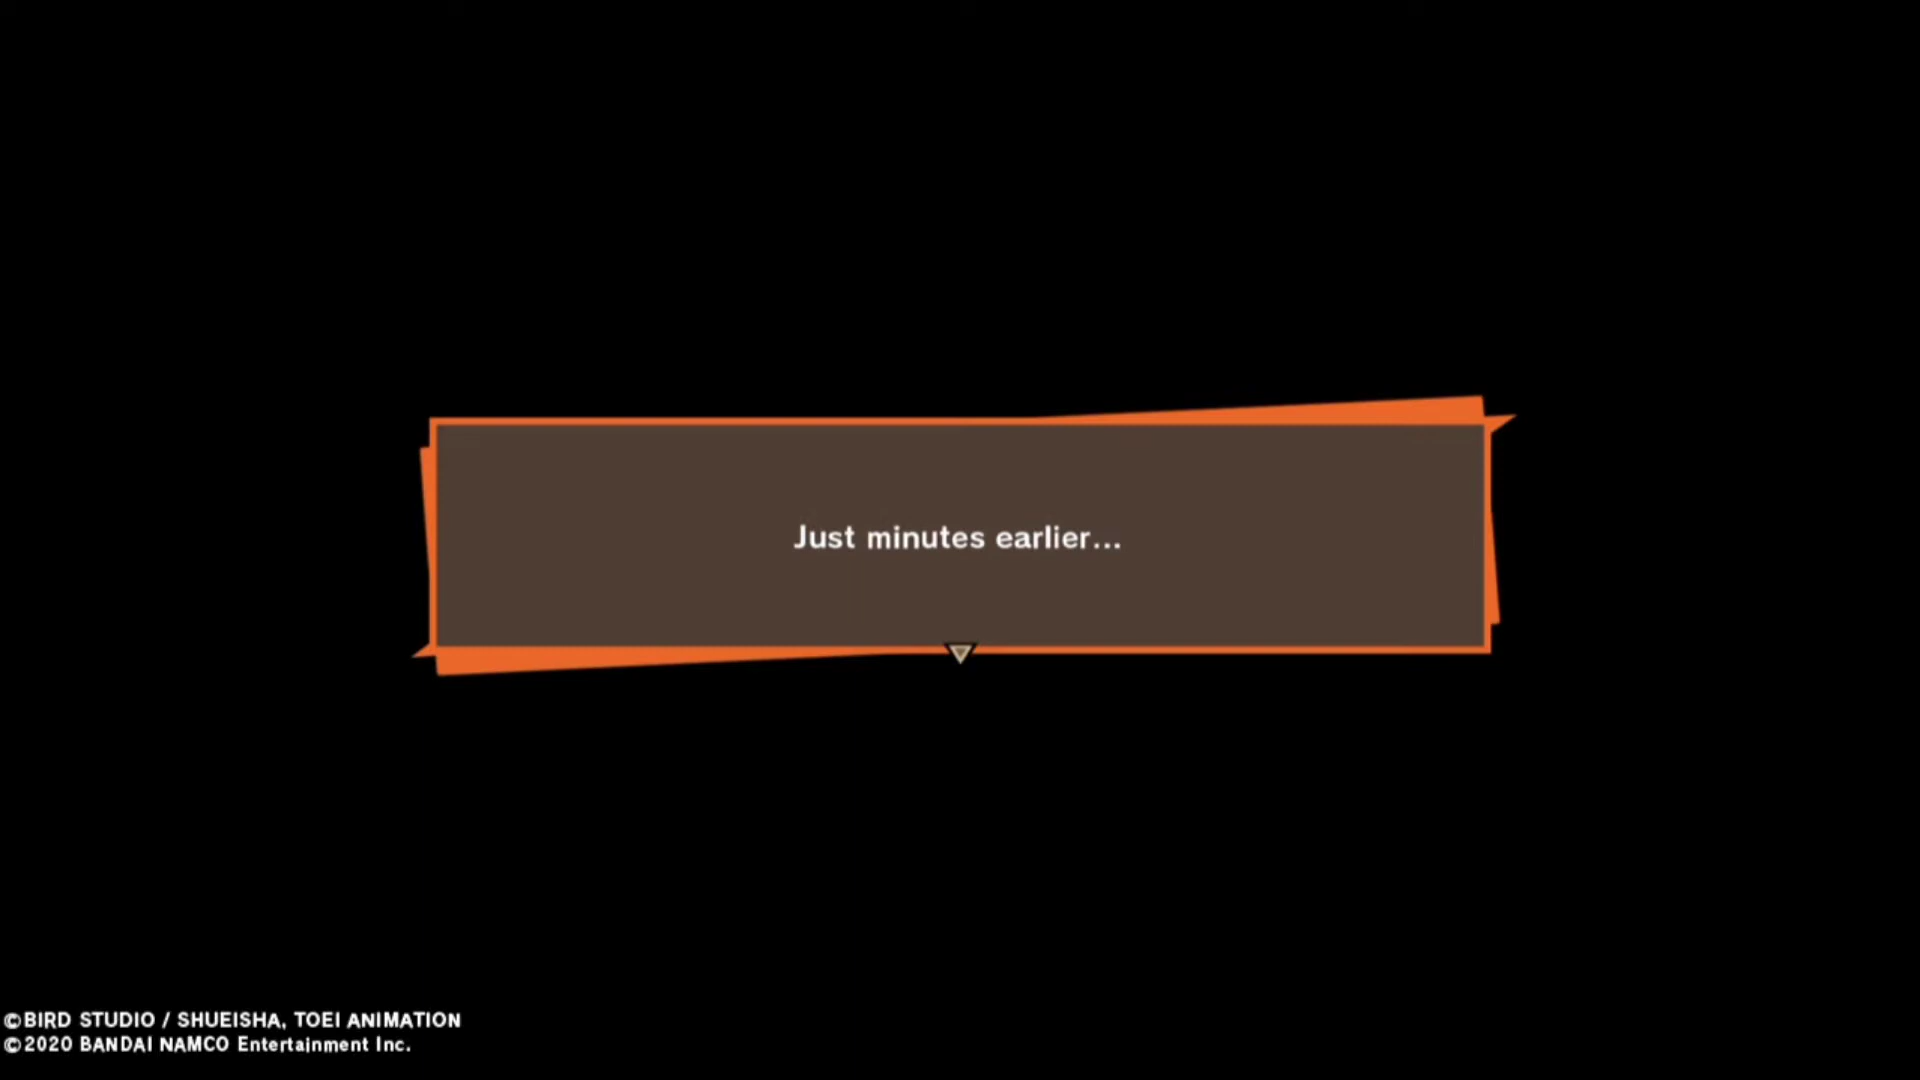 Just minutes earlier...
©BIRD STUDIO / SHUEISHA, TOEI ANIMATION
©2020 BANDAI NAMCO Entertainment Inc.